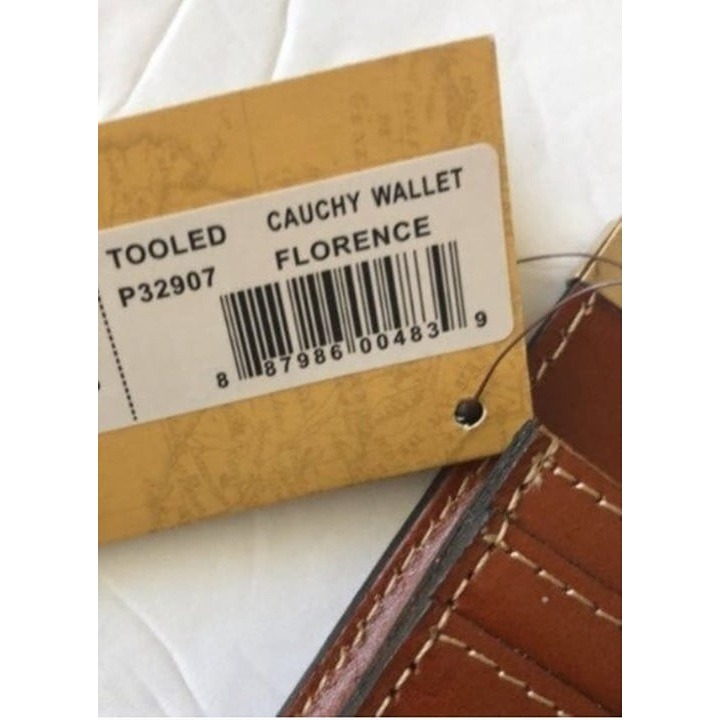 CAUCHY WALLET
TOOLED
FLORENCE
P32907
8 87986 00483 9